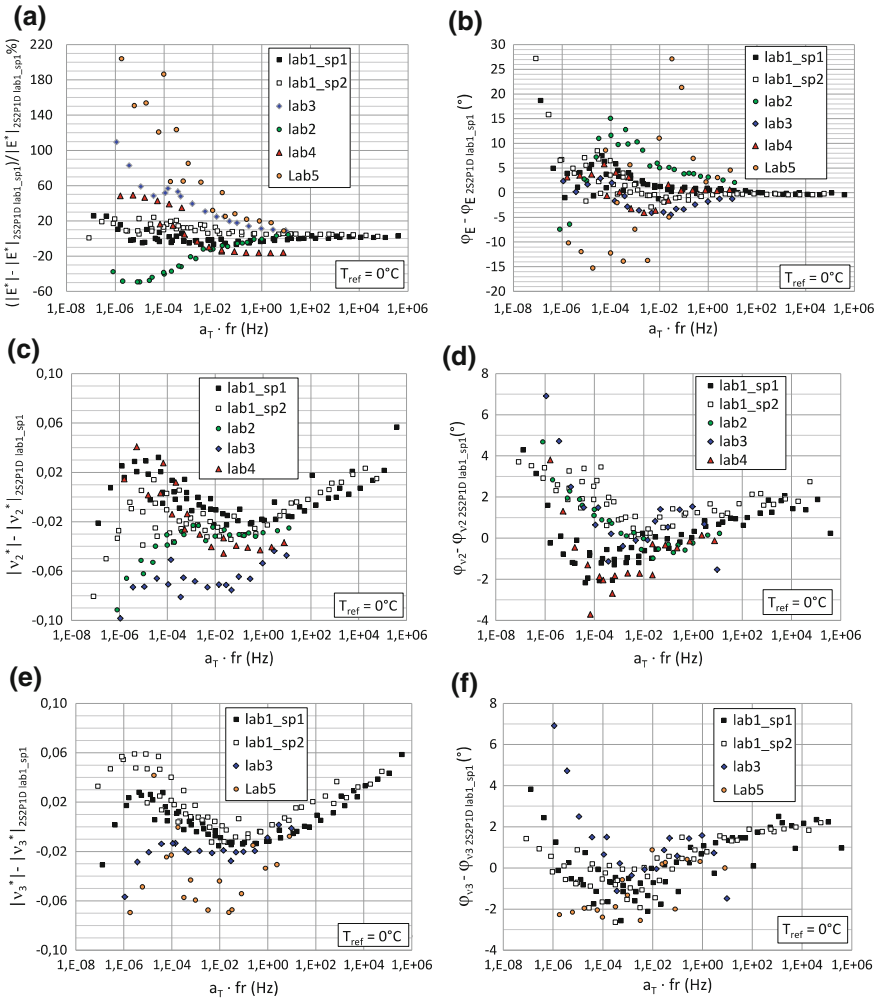 (a)
(|E*| - |E*|2S2P1D lab1_sp1)/|E*|2S2P1D lab1_sp1%)
220
180
140
100
60
20
-20
-60
lab1_sp1
lab1_sp2
lab3
lab2
lab4
Lab5
Tref = 0°C
1,E-08 1,E-06 1,E-04 1,E-02 1,E+00 1,E+02 1,E+04 1,E+06
aT · fr (Hz)
(b)
φE - φE 2S2P1D lab1_sp1 (°)
30
25
20
15
10
5
0
-5
-10
-15
-20
lab1_sp1
lab1_sp2
lab2
lab3
lab4
Lab5
Tref = 0°C
1,E-08 1,E-06 1,E-04 1,E-02 1,E+00 1,E+02 1,E+04 1,E+06
aT · fr (Hz)
(c)
|ν2*| - |ν2*|2S2P1D lab1_sp1
0,10
0,06
0,02
-0,02
-0,06
-0,10
lab1_sp1
lab1_sp2
lab2
lab3
lab4
Tref = 0°C
1,E-08 1,E-06 1,E-04 1,E-02 1,E+00 1,E+02 1,E+04 1,E+06
aT · fr (Hz)
(d)
φν2 - φν2 2S2P1D lab1_sp1 (°)
8
6
4
2
0
-2
-4
lab1_sp1
lab1_sp2
lab2
lab3
lab4
Tref = 0°C
1,E-08 1,E-06 1,E-04 1,E-02 1,E+00 1,E+02 1,E+04 1,E+06
aT · fr (Hz)
(e)
|ν3*| - |ν3*|2S2P1D lab1_sp1
0,10
0,06
0,02
-0,02
-0,06
-0,10
lab1_sp1
lab1_sp2
lab3
Lab5
Tref = 0°C
1,E-08 1,E-06 1,E-04 1,E-02 1,E+00 1,E+02 1,E+04 1,E+06
aT · fr (Hz)
(f)
φν3 - φν3 2S2P1D lab1_sp1 (°)
8
6
4
2
0
-2
-4
lab1_sp1
lab1_sp2
lab3
Lab5
Tref = 0°C
1,E-08 1,E-06 1,E-04 1,E-02 1,E+00 1,E+02 1,E+04 1,E+06
aT · fr (Hz)